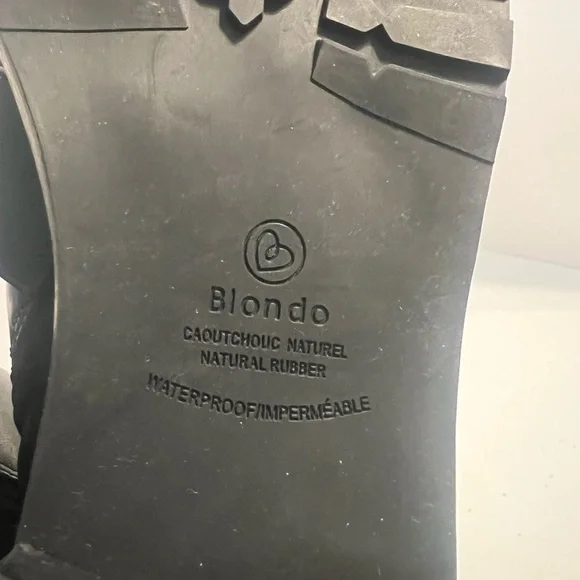 Blondo
CAOUTCHOUC NATUREL
NATURAL RUBBER
WATERPROOF/IMPERMÉABLE